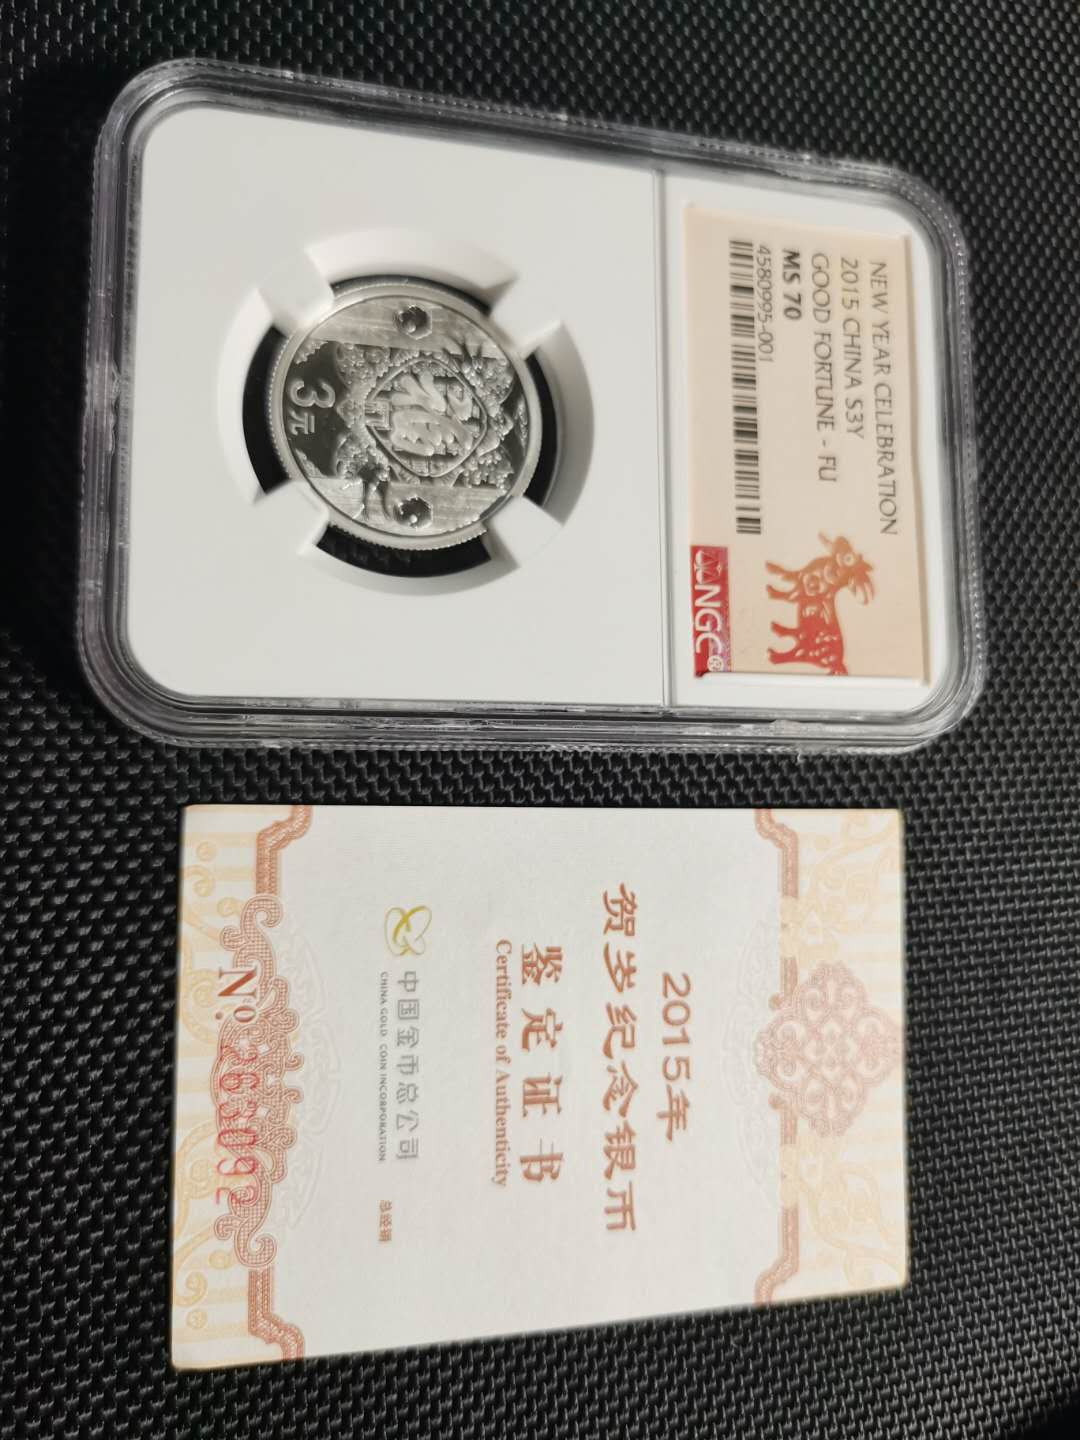 NEW YEAR CELEBRATION
2015 CHINA S3Y
GOOD FORTUNE - FU
MS 70
4580995-001
NGC
福
3元
2015年
贺岁纪念银币
鉴定证书
Certificate of Authenticity
中国金币总公司
CHINA GOLD COIN INCORPORATION
总经销
No. 263092